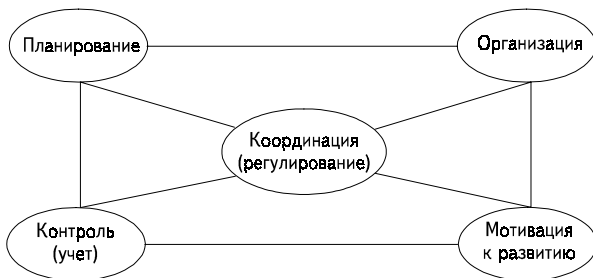 Планирование
Организация
Координация
(регулирование)
Контроль
(учет)
Мотивация
к развитию